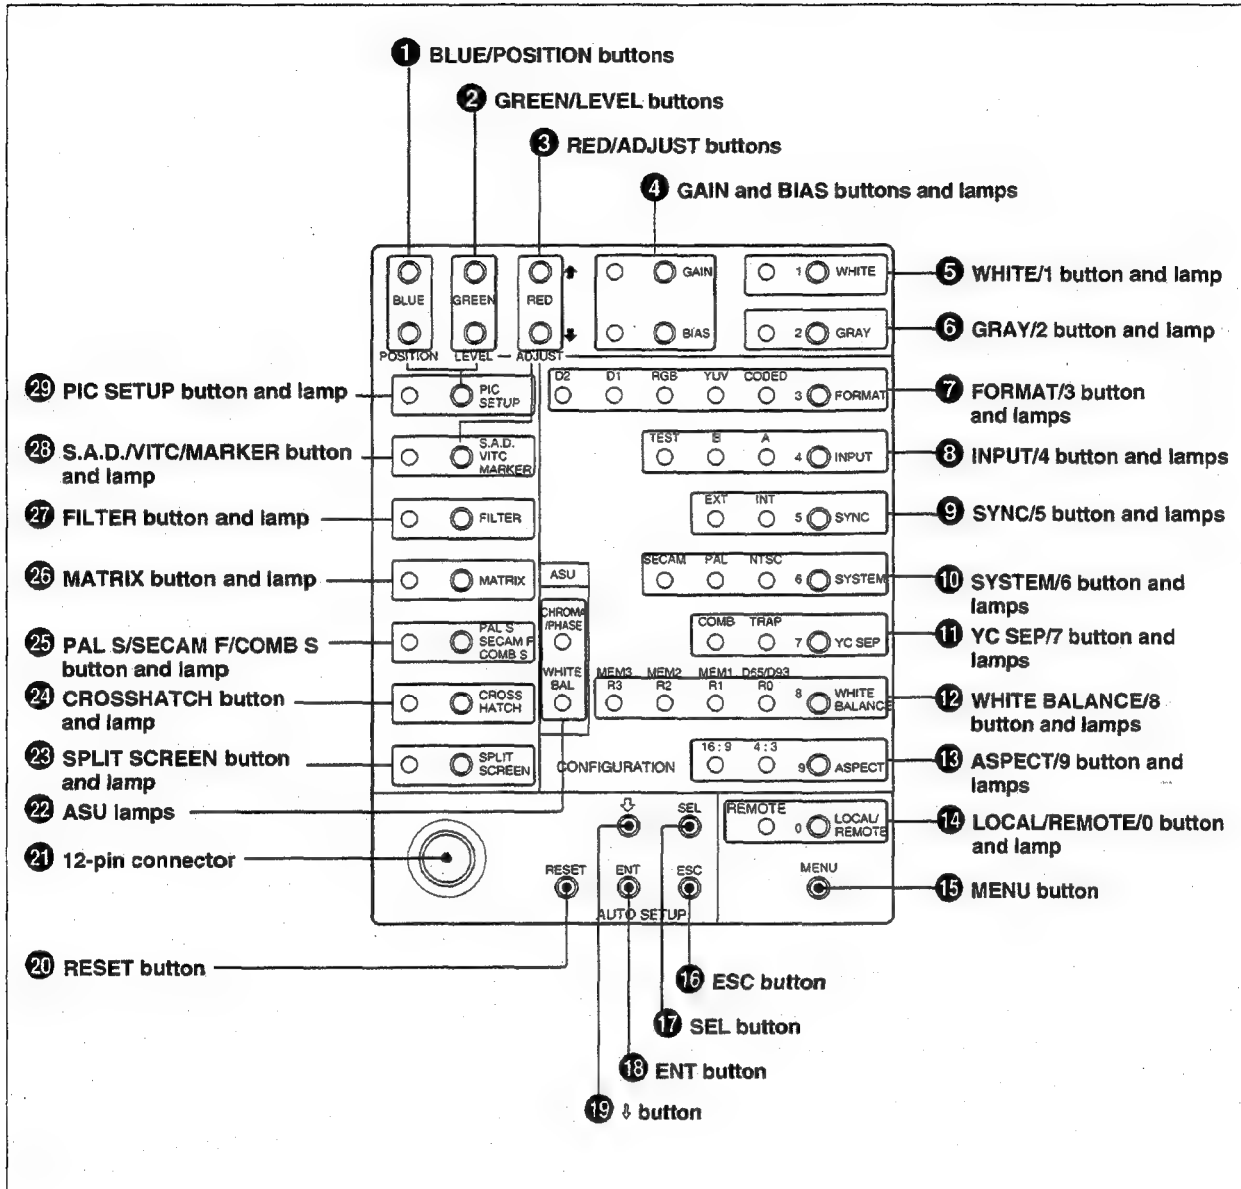 1 BLUE/POSITION buttons
2 GREEN/LEVEL buttons
3 RED/ADJUST buttons
4 GAIN and BIAS buttons and lamps
5 WHITE/1 button and lamp
6 GRAY/2 button and lamp
7 FORMAT/3 button
and lamps
8 INPUT/4 button and lamps
9 SYNC/5 button and lamps
10 SYSTEM/6 button and
lamps
11 YC SEP/7 button and
lamps
12 WHITE BALANCE/8
button and lamps
13 ASPECT/9 button and
lamps
14 LOCAL/REMOTE/0 button
and lamp
15 MENU button
16 ESC button
17 SEL button
18 ENT button
19 ⇩ button
20 RESET button
21 12-pin connector
22 ASU lamps
23 SPLIT SCREEN button
and lamp
24 CROSSHATCH button
and lamp
25 PAL S/SECAM F/COMB S
button and lamp
26 MATRIX button and lamp
27 FILTER button and lamp
28 S.A.D./VITC/MARKER button
and lamp
29 PIC SETUP button and lamp
BLUE GREEN RED
POSITION LEVEL ADJUST
GAIN
BIAS
1 WHITE
2 GRAY
PIC
SETUP
S.A.D.
VITC
MARKER
FILTER
MATRIX
PAL S
SECAM F
COMB S
CROSS
HATCH
SPLIT
SCREEN
ASU
CHROMA
/PHASE
WHITE
BAL
D2 D1 RGB YUV CODED
3 FORMAT
TEST B A
4 INPUT
EXT INT
5 SYNC
SECAM PAL NTSC
6 SYSTEM
COMB TRAP
7 YC SEP
MEM3 MEM2 MEM1 D65/D93
R3 R2 R1 R0
8 WHITE
BALANCE
16:9 4:3
9 ASPECT
CONFIGURATION
⇩ SEL
REMOTE
0 LOCAL/
REMOTE
RESET ENT ESC
MENU
AUTO SETUP